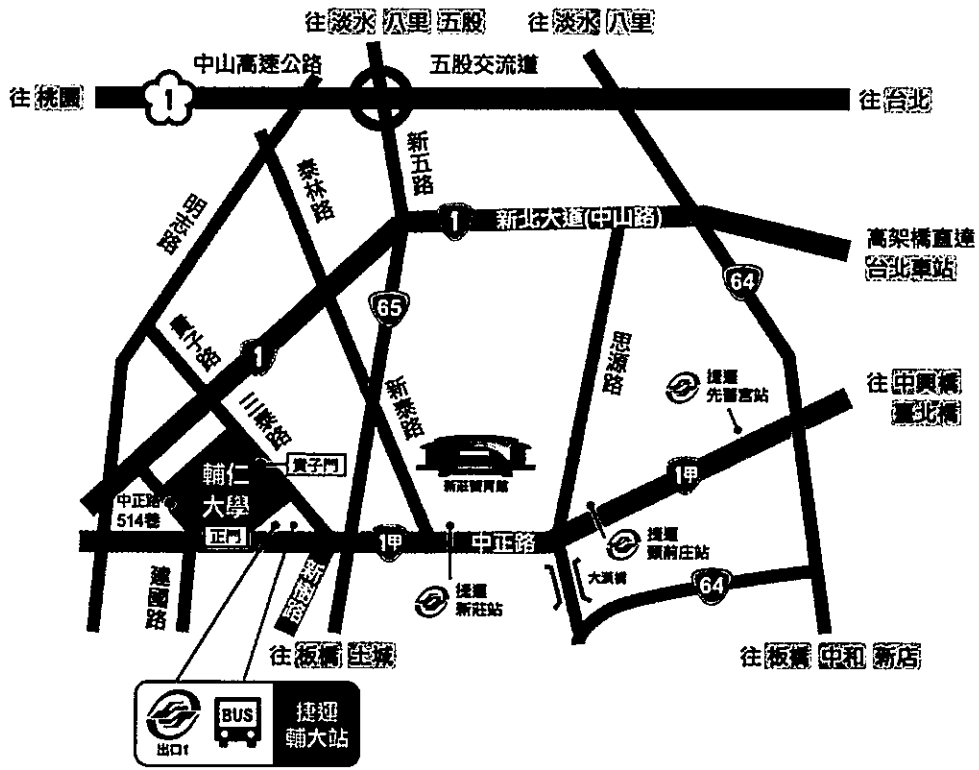 往 淡水 八里 五股
往 淡水 八里
中山高速公路
五股交流道
往 桃園
1
往 台北
新五路
泰林路
明志路
1
新北大道(中山路)
高架橋直達
台北車站
64
65
貴子路
1
思源路
捷運
先嗇宮站
往 中興橋
臺北橋
三泰路
新泰路
新莊體育館
貴子門
輔仁
大學
1甲
中正路
514巷
正門
1甲
中正路
捷運
頭前庄站
大漢橋
64
建國路
捷運
新莊站
往 板橋 土城
往 板橋 中和 新店
BUS
出口1
捷運
輔大站